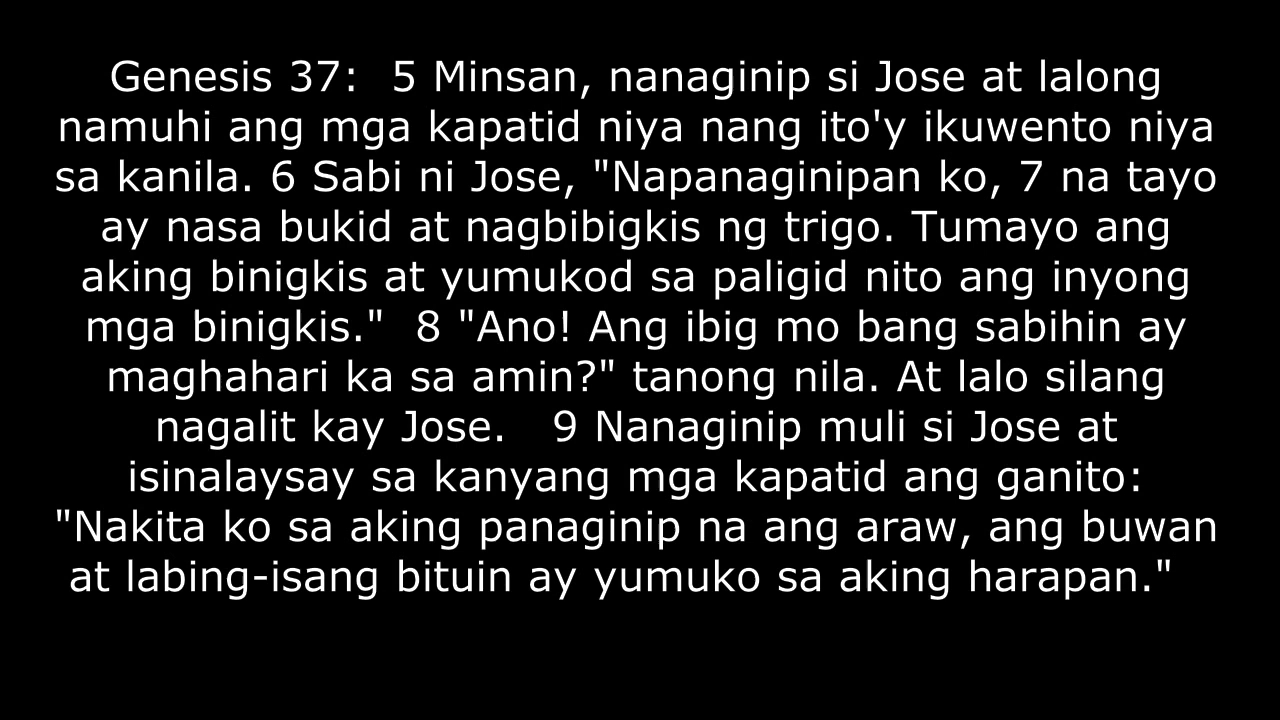 Genesis 37:  5 Minsan, nanaginip si Jose at lalong
namuhi ang mga kapatid niya nang ito'y ikuwento niya
sa kanila. 6 Sabi ni Jose, "Napanaginipan ko, 7 na tayo
ay nasa bukid at nagbibigkis ng trigo. Tumayo ang
aking binigkis at yumukod sa paligid nito ang inyong
mga binigkis."  8 "Ano! Ang ibig mo bang sabihin ay
maghahari ka sa amin?" tanong nila. At lalo silang
nagalit kay Jose.   9 Nanaginip muli si Jose at
isinalaysay sa kanyang mga kapatid ang ganito:
"Nakita ko sa aking panaginip na ang araw, ang buwan
at labing-isang bituin ay yumuko sa aking harapan."